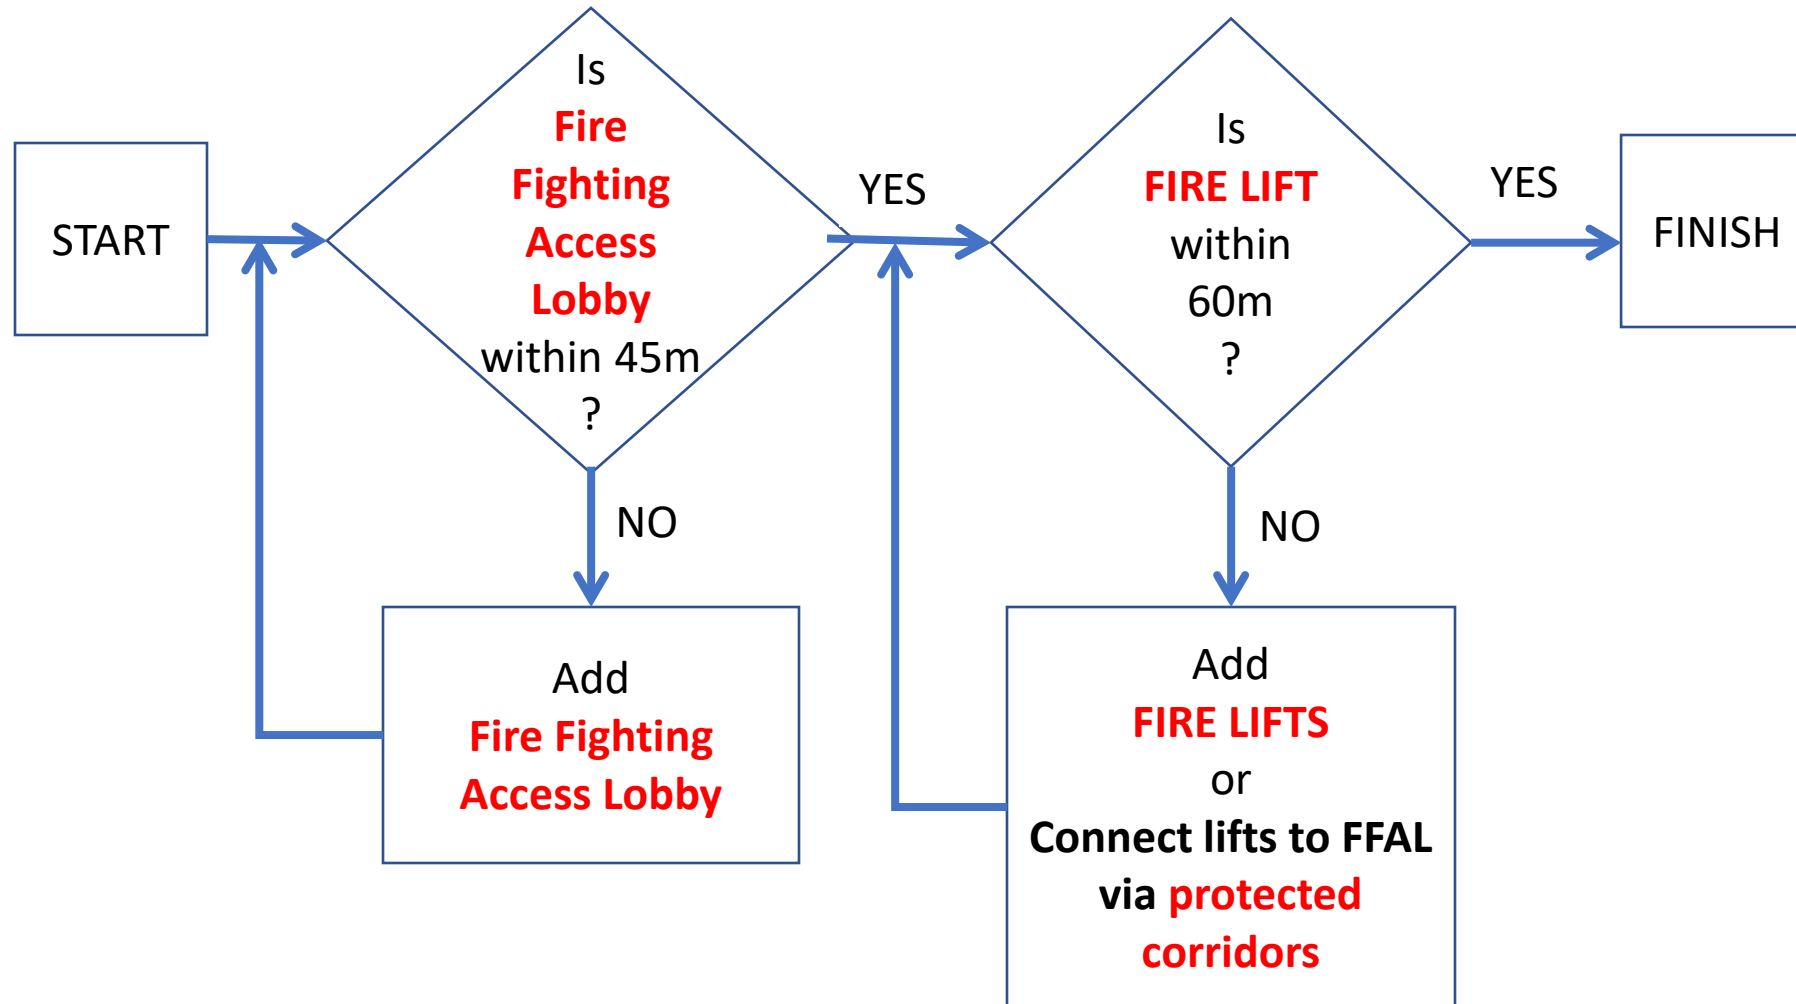 START
Is
Fire
Fighting
Access
Lobby
within 45m
?
YES
NO
Add
Fire Fighting
Access Lobby
Is
FIRE LIFT
within
60m
?
YES
NO
Add
FIRE LIFTS
or
Connect lifts to FFAL
via protected
corridors
FINISH